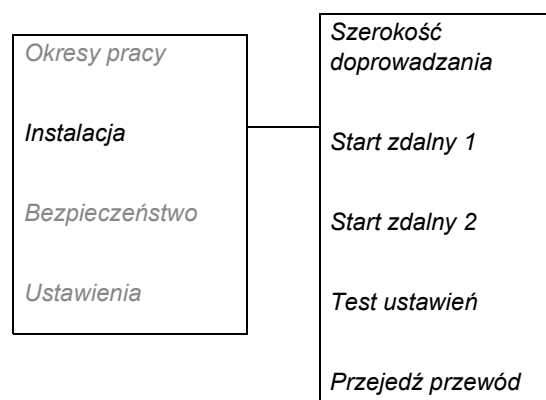 Okresy pracy
Instalacja
Bezpieczeństwo
Ustawienia
Szerokość
doprowadzania
Start zdalny 1
Start zdalny 2
Test ustawień
Przejedź przewód